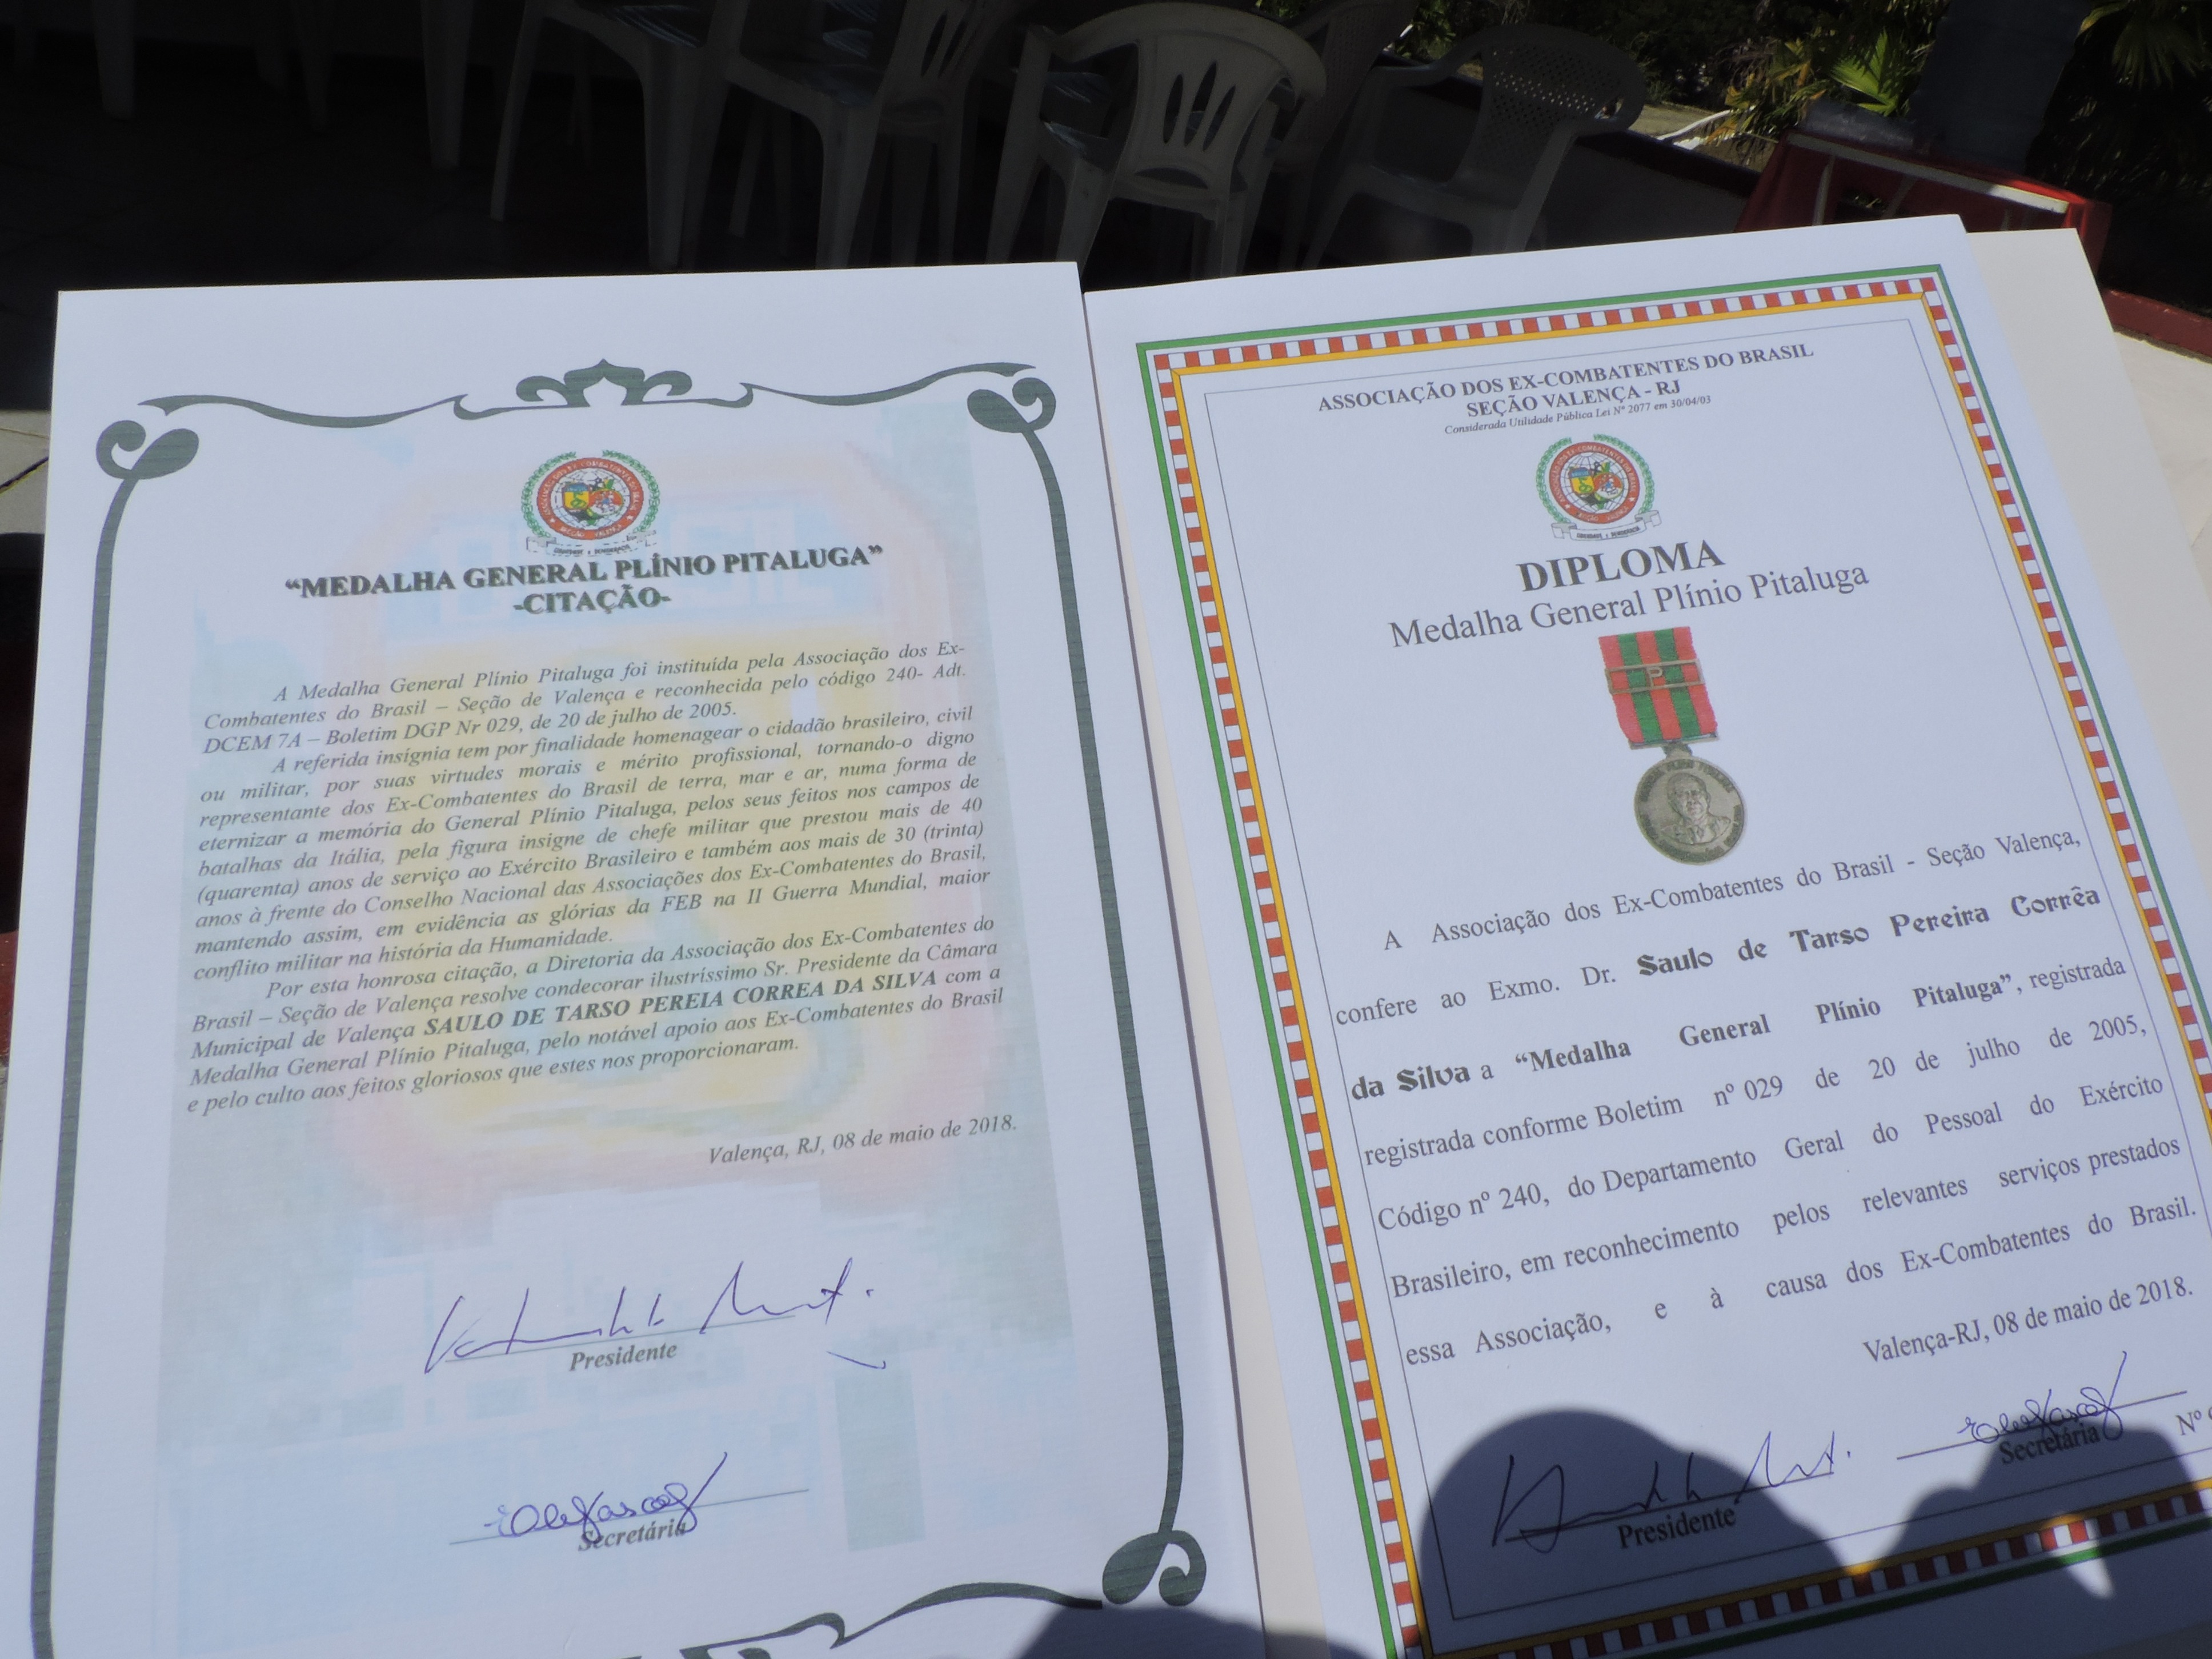 “MEDALHA GENERAL PLÍNIO PITALUGA”
-CITAÇÃO-
A Medalha General Plínio Pitaluga foi instituída pela Associação dos Ex-
Combatentes do Brasil – Seção de Valença e reconhecida pelo código 240- Adt.
DCEM 7A – Boletim DGP Nr 029, de 20 de julho de 2005.
A referida insígnia tem por finalidade homenagear o cidadão brasileiro, civil
ou militar, por suas virtudes morais e mérito profissional, tornando-o digno
representante dos Ex-Combatentes do Brasil de terra, mar e ar, numa forma de
eternizar a memória do General Plínio Pitaluga, pelos seus feitos nos campos de
batalhas da Itália, pela figura insigne de chefe militar que prestou mais de 40
(quarenta) anos de serviço ao Exército Brasileiro e também aos mais de 30 (trinta)
anos à frente do Conselho Nacional das Associações dos Ex-Combatentes do Brasil,
mantendo assim, em evidência as glórias da FEB na II Guerra Mundial, maior
conflito militar na história da Humanidade.
Por esta honrosa citação, a Diretoria da Associação dos Ex-Combatentes do
Brasil – Seção de Valença resolve condecorar ilustríssimo Sr. Presidente da Câmara
Municipal de Valença SAULO DE TARSO PEREIA CORREA DA SILVA com a
Medalha General Plínio Pitaluga, pelo notável apoio aos Ex-Combatentes do Brasil
e pelo culto aos feitos gloriosos que estes nos proporcionaram.
Valença, RJ, 08 de maio de 2018.
Presidente
Secretária
ASSOCIAÇÃO DOS EX-COMBATENTES DO BRASIL
SEÇÃO VALENÇA - RJ
Considerada Utilidade Pública Lei Nº 2077 em 30/04/03
DIPLOMA
Medalha General Plínio Pitaluga
P
A Associação dos Ex-Combatentes do Brasil - Seção Valença,
confere ao Exmo. Dr. Saulo de Tarso Pereira Corrêa
da Silva a “Medalha General Plínio Pitaluga”, registrada
registrada conforme Boletim nº 029 de 20 de julho de 2005,
Código nº 240, do Departamento Geral do Pessoal do Exército
Brasileiro, em reconhecimento pelos relevantes serviços prestados
essa Associação, e à causa dos Ex-Combatentes do Brasil.
Valença-RJ, 08 de maio de 2018.
Presidente
Secretária
Nº